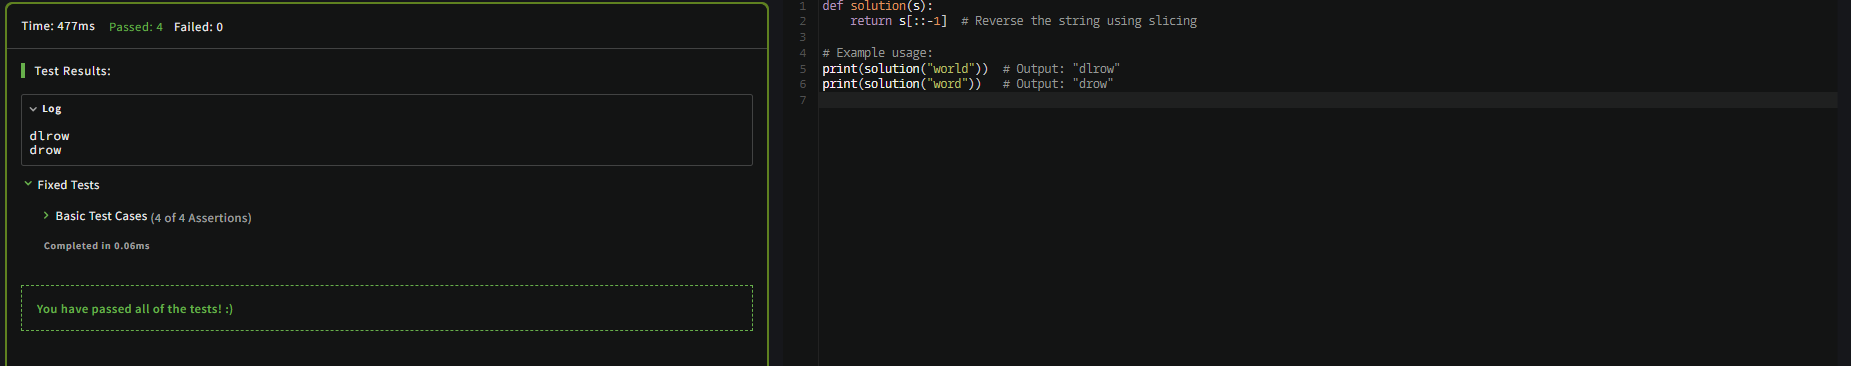 Time: 477ms Passed: 4 Failed: 0
Test Results:
Log
dlrow
drow
Fixed Tests
Basic Test Cases (4 of 4 Assertions)
Completed in 0.06ms
You have passed all of the tests! :)
1 def solution(s):
2     return s[::-1]  # Reverse the string using slicing
3
4 # Example usage:
5 print(solution("world"))  # Output: "dlrow"
6 print(solution("word"))   # Output: "drow"
7